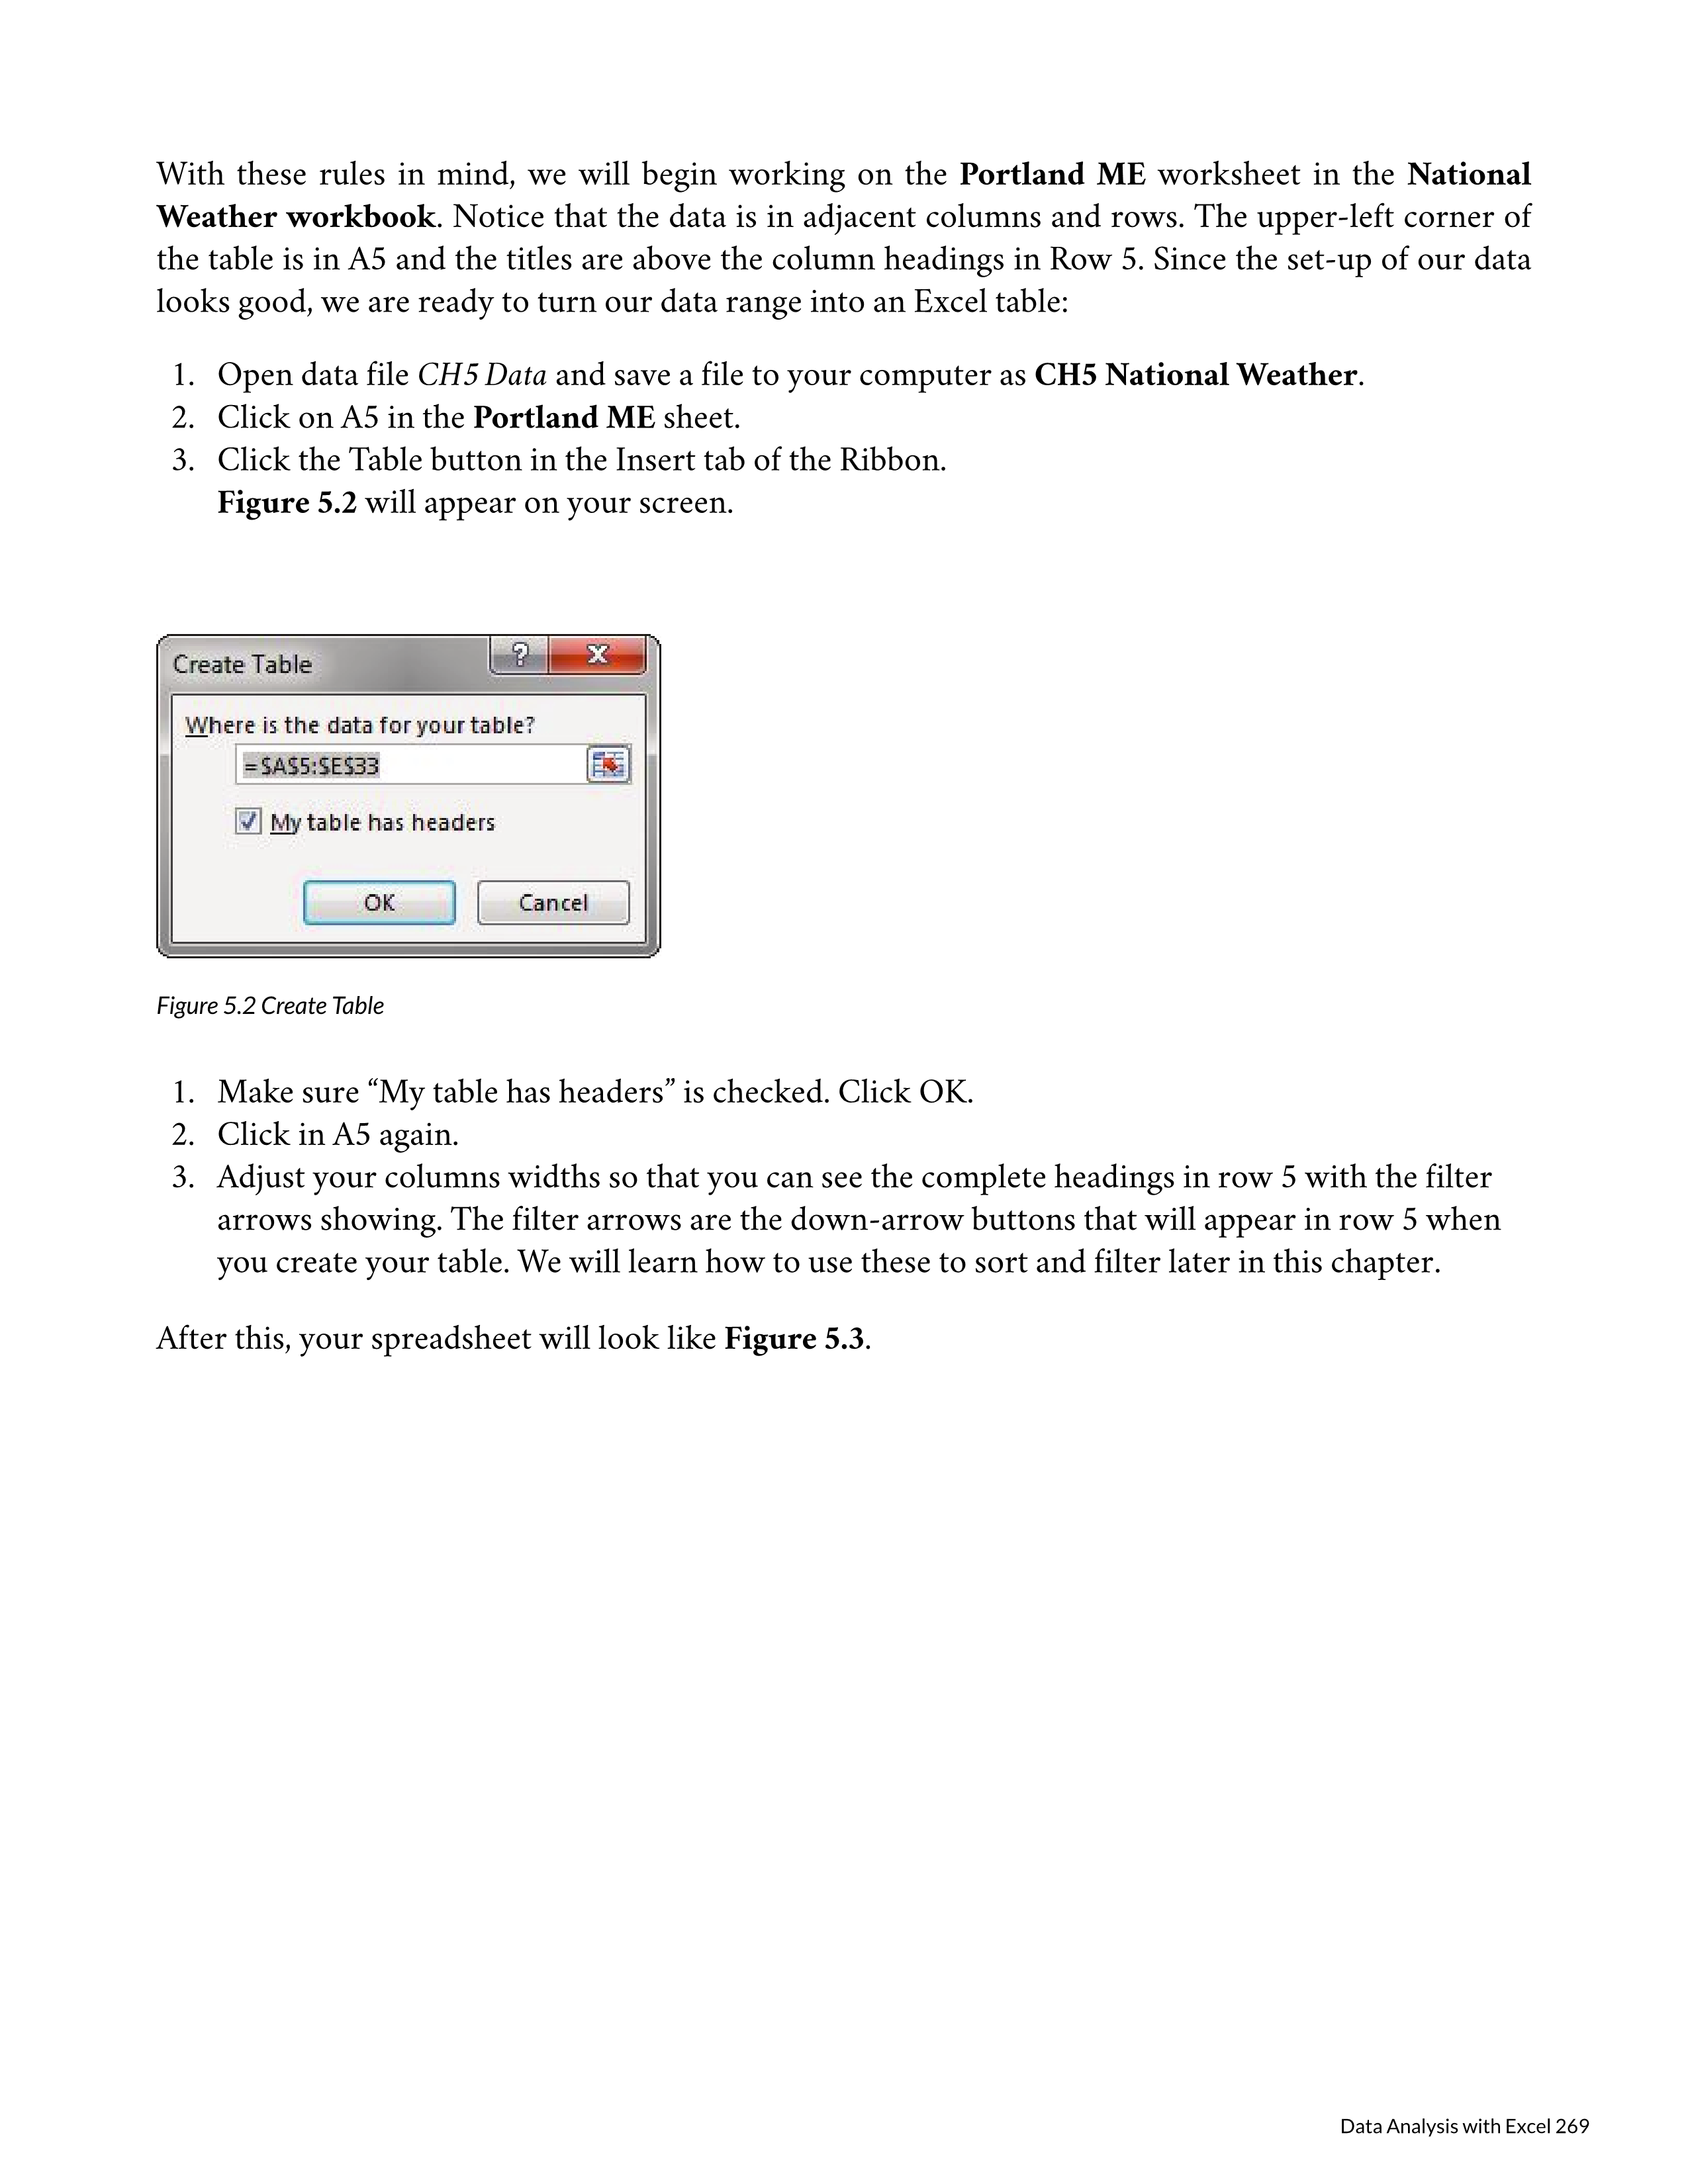 With these rules in mind, we will begin working on the Portland ME worksheet in the National
Weather workbook. Notice that the data is in adjacent columns and rows. The upper-left corner of
the table is in A5 and the titles are above the column headings in Row 5. Since the set-up of our data
looks good, we are ready to turn our data range into an Excel table:
1. Open data file CH5 Data and save a file to your computer as CH5 National Weather.
2. Click on A5 in the Portland ME sheet.
3. Click the Table button in the Insert tab of the Ribbon.
Figure 5.2 will appear on your screen.
Create Table ? X
Where is the data for your table?
=$A$5:$E$33
My table has headers
OK Cancel
Figure 5.2 Create Table
1. Make sure “My table has headers” is checked. Click OK.
2. Click in A5 again.
3. Adjust your columns widths so that you can see the complete headings in row 5 with the filter
arrows showing. The filter arrows are the down-arrow buttons that will appear in row 5 when
you create your table. We will learn how to use these to sort and filter later in this chapter.
After this, your spreadsheet will look like Figure 5.3.
Data Analysis with Excel 269